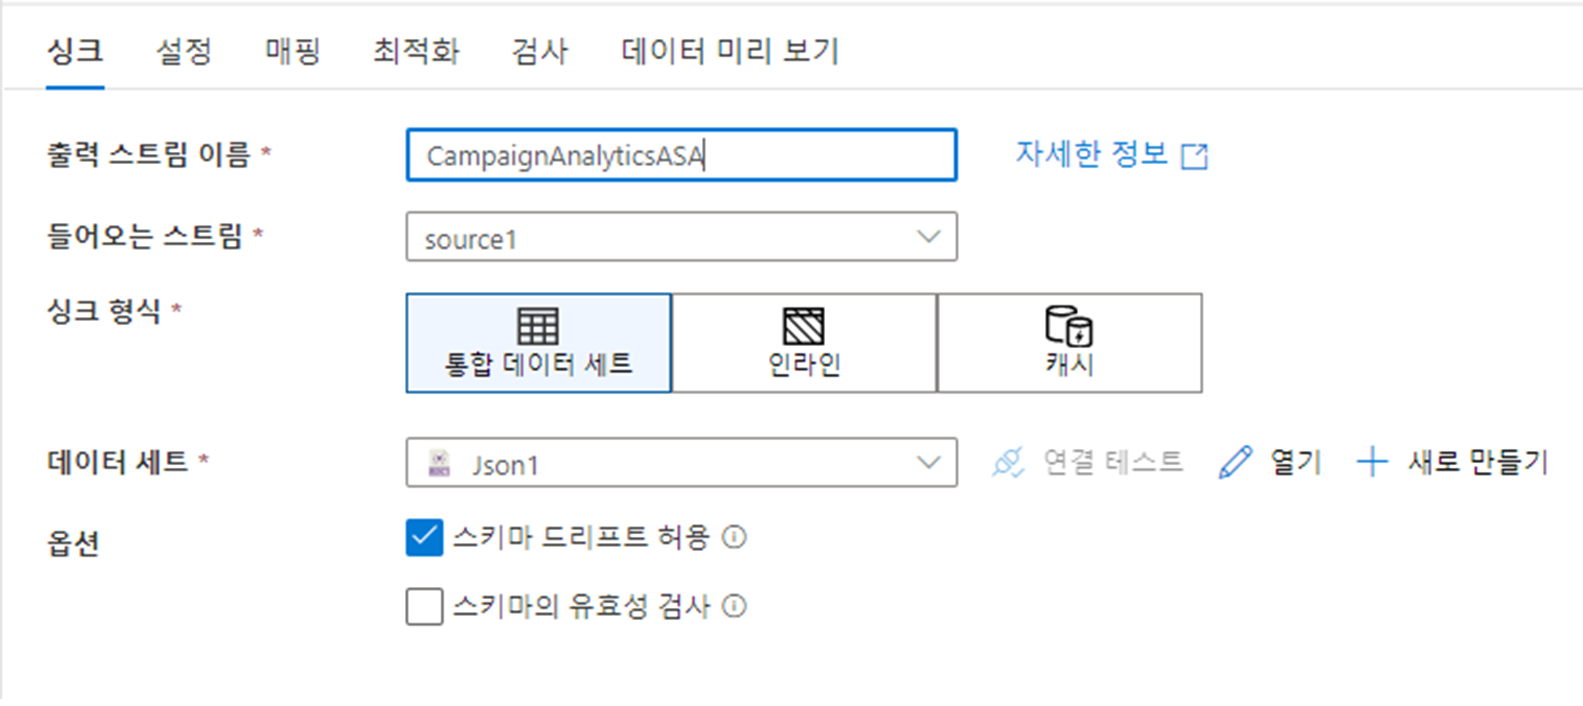 싱크 설정 매핑 최적화 검사 데이터 미리 보기
출력 스트림 이름 * CampaignAnalyticsASA 자세한 정보
들어오는 스트림 * source1
싱크 형식 * 통합 데이터 세트 인라인 캐시
데이터 세트 * Json1 연결 테스트 열기 새로 만들기
옵션 스키마 드리프트 허용
스키마의 유효성 검사